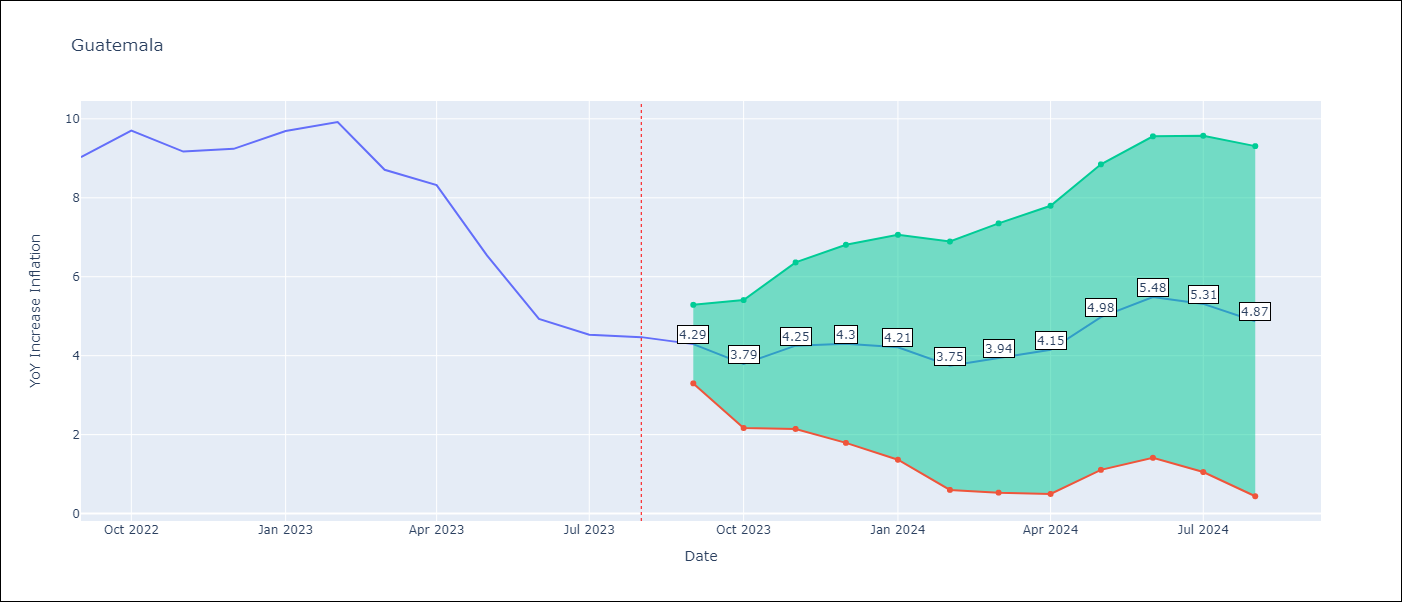 Guatemala
YoY Increase Inflation
10
8
6
4
2
0
4.29
3.79
4.25
4.3
4.21
3.75
3.94
4.15
4.98
5.48
5.31
4.87
Oct 2022
Jan 2023
Apr 2023
Jul 2023
Oct 2023
Jan 2024
Apr 2024
Jul 2024
Date